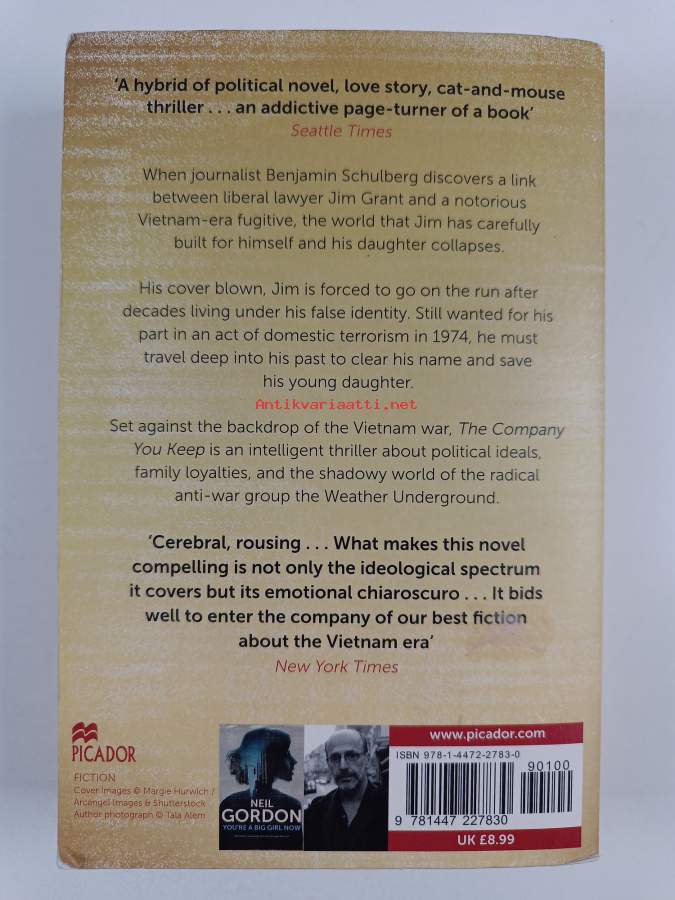 ‘A hybrid of political novel, love story, cat-and-mouse
thriller . . . an addictive page-turner of a book’
Seattle Times
When journalist Benjamin Schulberg discovers a link
between liberal lawyer Jim Grant and a notorious
Vietnam-era fugitive, the world that Jim has carefully
built for himself and his daughter collapses.
His cover blown, Jim is forced to go on the run after
decades living under his false identity. Still wanted for his
part in an act of domestic terrorism in 1974, he must
travel deep into his past to clear his name and save
his young daughter.
Antikvariaatti.net
Set against the backdrop of the Vietnam war, The Company
You Keep is an intelligent thriller about political ideals,
family loyalties, and the shadowy world of the radical
anti-war group the Weather Underground.
‘Cerebral, rousing . . . What makes this novel
compelling is not only the ideological spectrum
it covers but its emotional chiaroscuro . . . It bids
well to enter the company of our best fiction
about the Vietnam era’
New York Times
PICADOR
FICTION
Cover Images © Margie Hurwich /
Arcangel Images & Shutterstock
Author photograph © Tala Alem
NEIL
GORDON
YOU'RE A BIG GIRL NOW
www.picador.com
ISBN 978-1-4472-2783-0
90100
9 781447 227830
UK £8.99